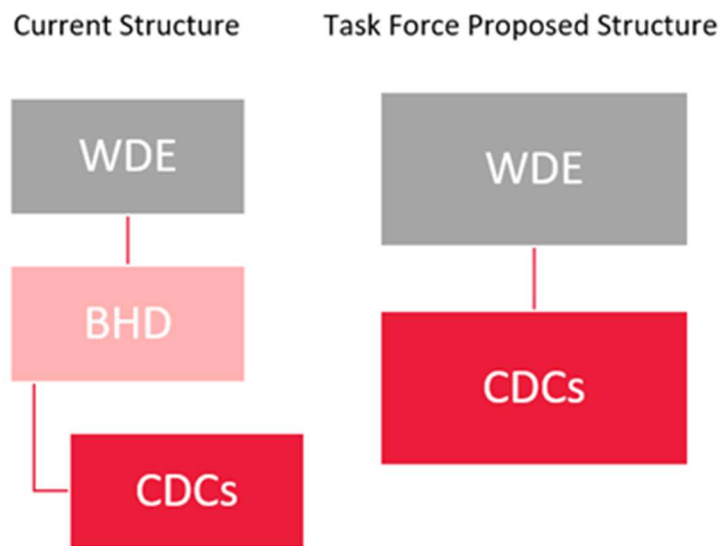 Current Structure
WDE
BHD
CDCs
Task Force Proposed Structure
WDE
CDCs